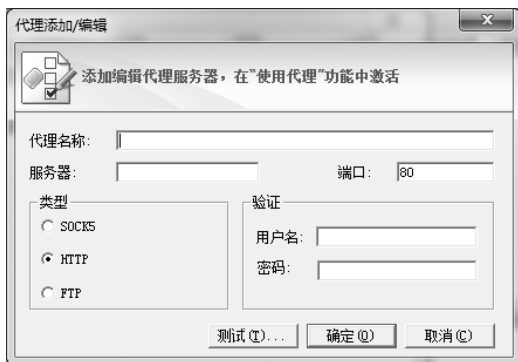 代理添加/编辑
添加编辑代理服务器，在“使用代理”功能中激活
代理名称:
服务器: 端口: 80
类型 验证
SOCK5
HTTP
FTP
用户名:
密码:
测试(T)... 确定(O) 取消(C)